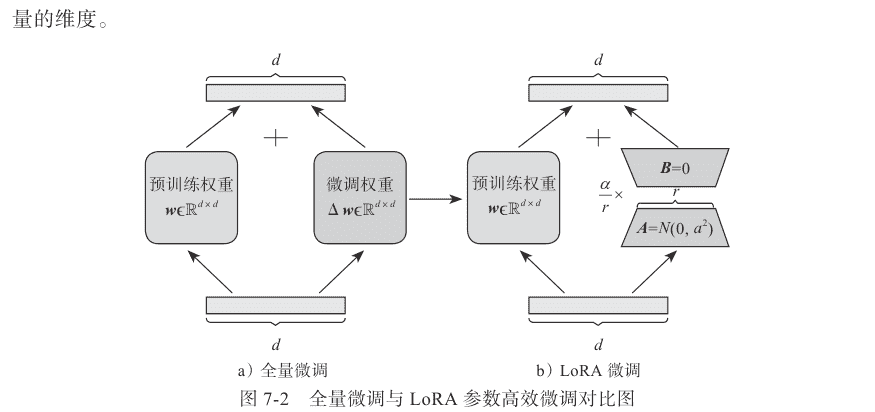 量的维度。
d
d
+
+
预训练权重
w∈ℝ^{d×d}
微调权重
Δw∈ℝ^{d×d}
预训练权重
w∈ℝ^{d×d}
α/r ×
B=0
r
A=N(0, a²)
d
d
a）全量微调
b）LoRA 微调
图 7-2 全量微调与 LoRA 参数高效微调对比图